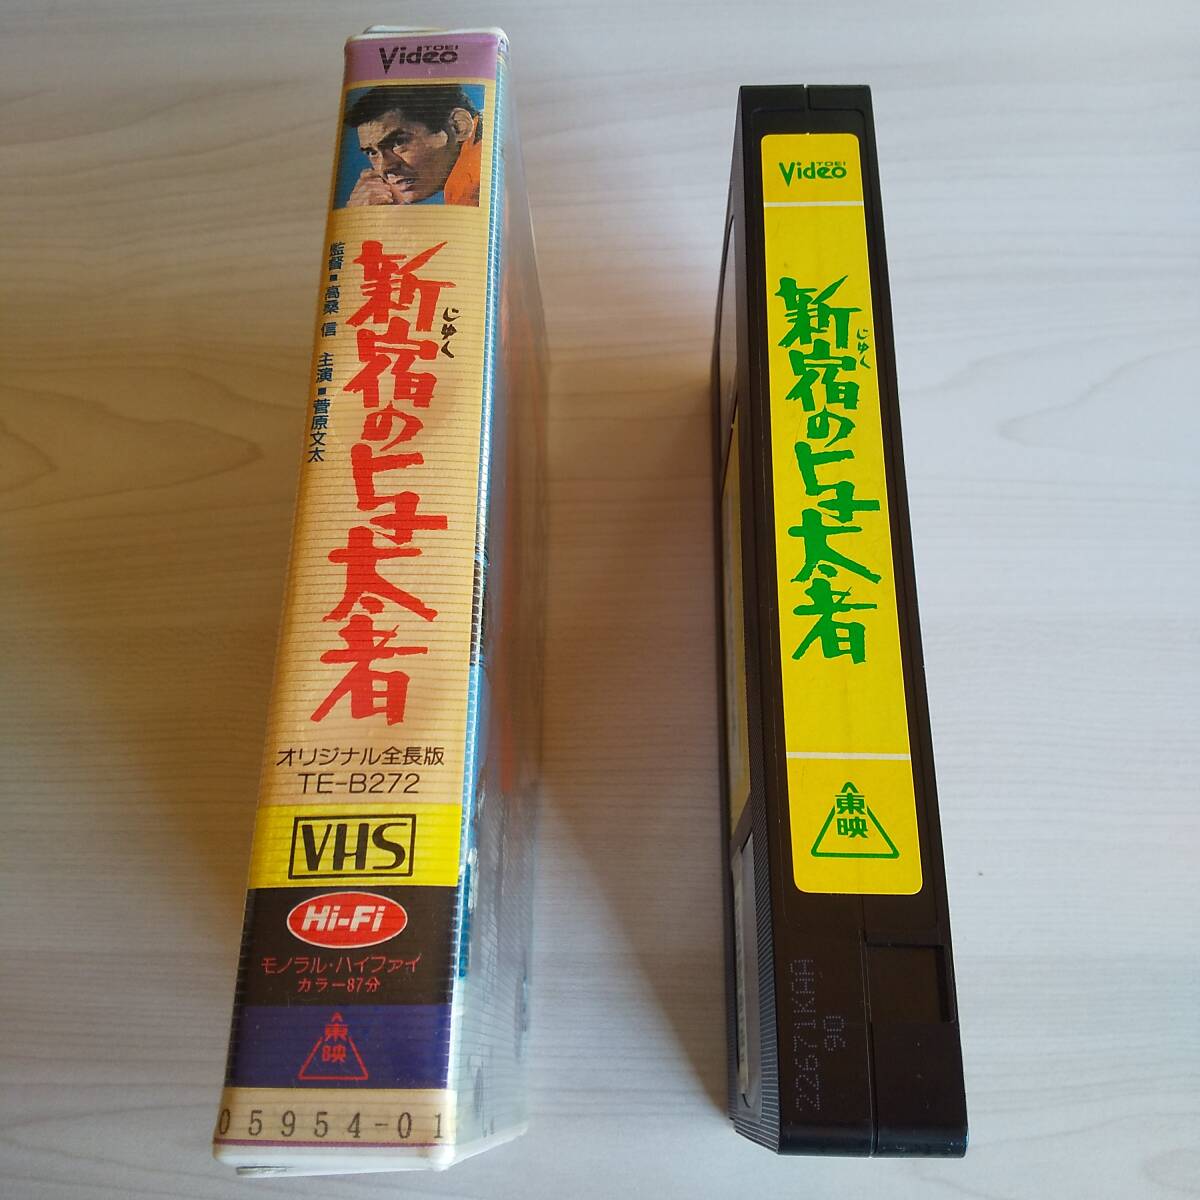 TOEI
Video
新宿の与太者
じゅく
監督■高桑 信 主演■菅原文太
オリジナル全長版
TE-B272
VHS
Hi-Fi
モノラル・ハイファイ
カラー87分
東映
05954-01
TOEI
Video
新宿の与太者
じゅく
東映
22671KAA
90